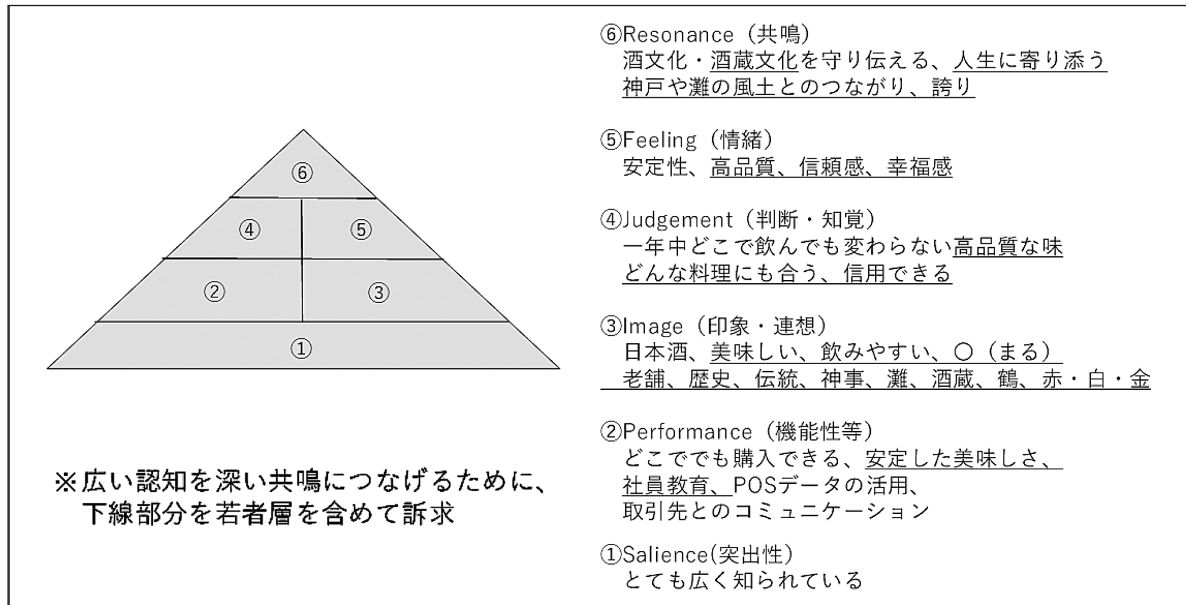 ⑥
④
⑤
②
③
①
※広い認知を深い共鳴につなげるために、
下線部分を若者層を含めて訴求
⑥Resonance（共鳴）
酒文化・酒蔵文化を守り伝える、人生に寄り添う
神戸や灘の風土とのつながり、誇り
⑤Feeling（情緒）
安定性、高品質、信頼感、幸福感
④Judgement（判断・知覚）
一年中どこで飲んでも変わらない高品質な味
どんな料理にも合う、信用できる
③Image（印象・連想）
日本酒、美味しい、飲みやすい、〇（まる）
老舗、歴史、伝統、神事、灘、酒蔵、鶴、赤・白・金
②Performance（機能性等）
どこででも購入できる、安定した美味しさ、
社員教育、POSデータの活用、
取引先とのコミュニケーション
①Salience(突出性）
とても広く知られている